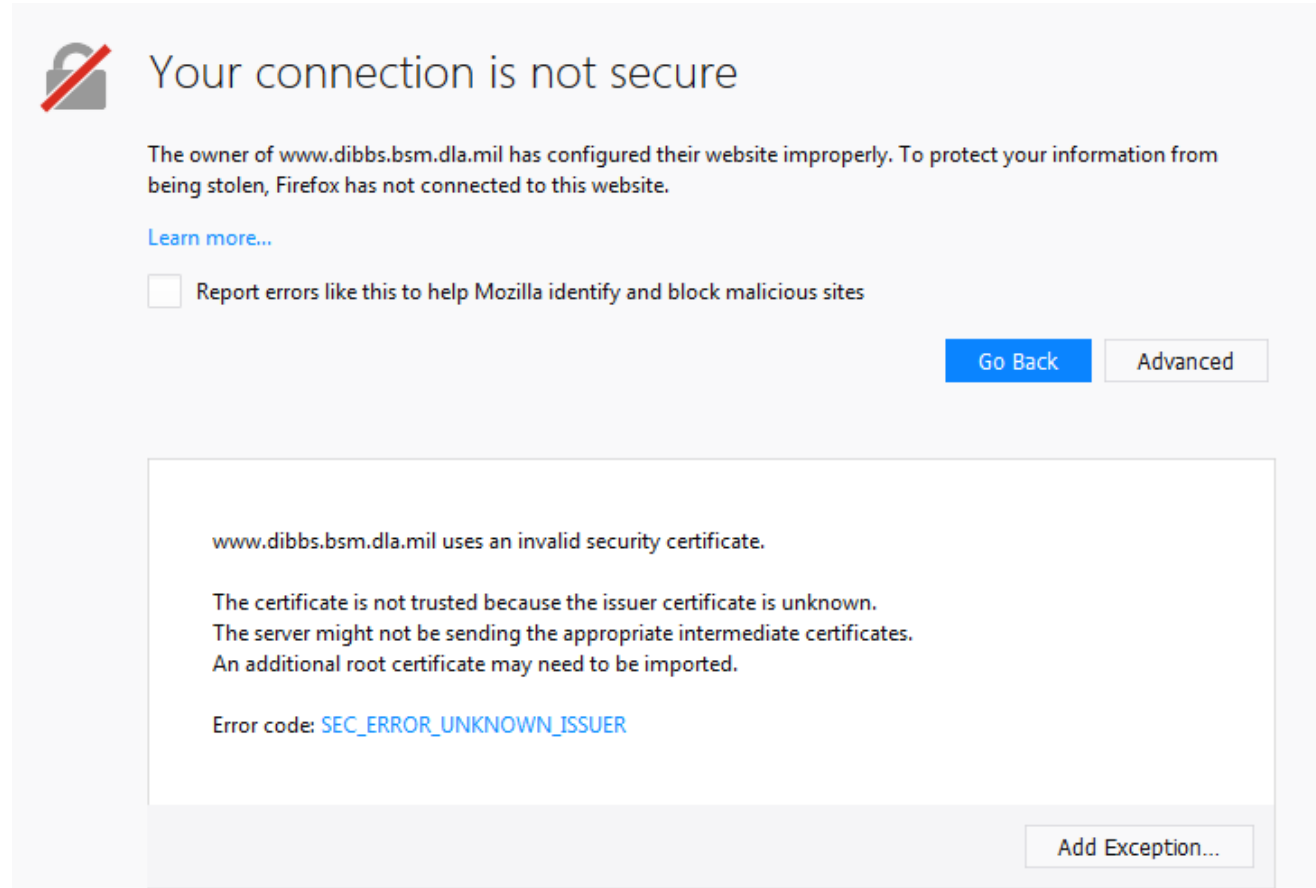 Your connection is not secure
The owner of www.dibbs.bsm.dla.mil has configured their website improperly. To protect your information from
being stolen, Firefox has not connected to this website.
Learn more...
Report errors like this to help Mozilla identify and block malicious sites
Go Back Advanced
www.dibbs.bsm.dla.mil uses an invalid security certificate.
The certificate is not trusted because the issuer certificate is unknown.
The server might not be sending the appropriate intermediate certificates.
An additional root certificate may need to be imported.
Error code: SEC_ERROR_UNKNOWN_ISSUER
Add Exception...